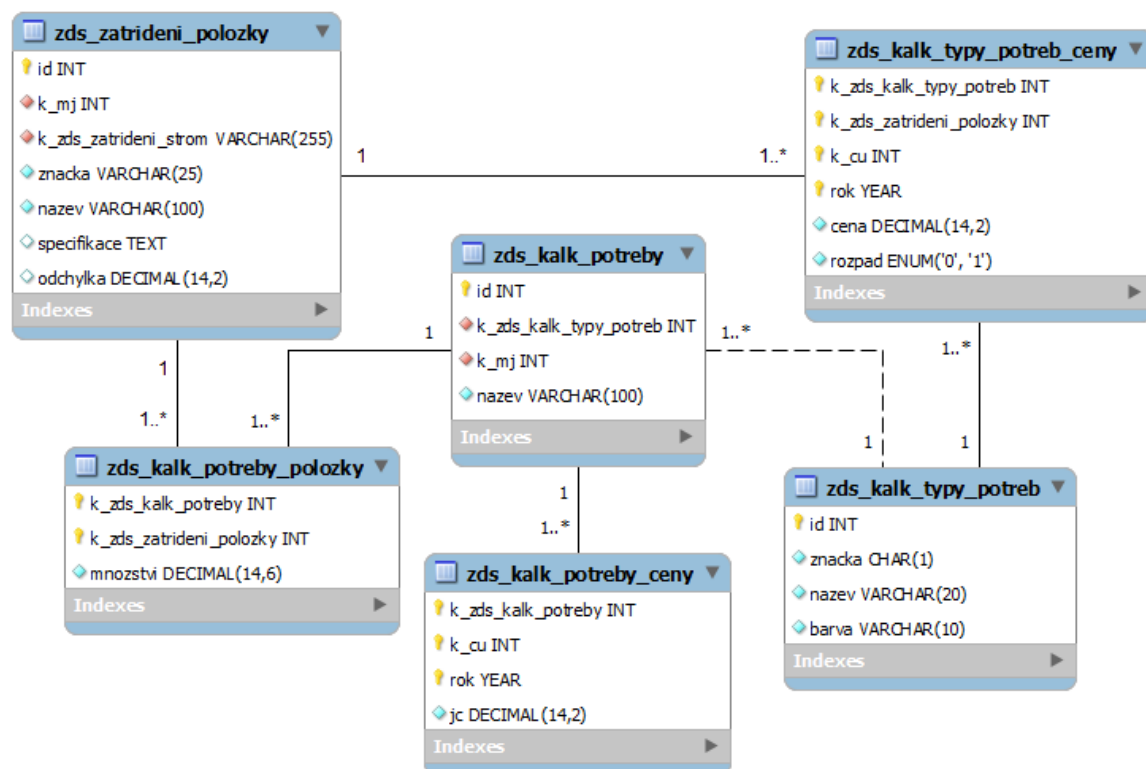 zds_zatrideni_polozky
id INT
k_mj INT
k_zds_zatrideni_strom VARCHAR(255)
znacka VARCHAR(25)
nazev VARCHAR(100)
specifikace TEXT
odchylka DECIMAL(14,2)
Indexes
zds_kalk_typy_potreb_ceny
k_zds_kalk_typy_potreb INT
k_zds_zatrideni_polozky INT
k_cu INT
rok YEAR
cena DECIMAL(14,2)
rozpad ENUM('0', '1')
Indexes
1
1..*
zds_kalk_potreby
id INT
k_zds_kalk_typy_potreb INT
k_mj INT
nazev VARCHAR(100)
Indexes
1
1..*
1
1..*
1..*
1
1..*
1
1
1..*
zds_kalk_potreby_polozky
k_zds_kalk_potreby INT
k_zds_zatrideni_polozky INT
mnozstvi DECIMAL(14,6)
Indexes
zds_kalk_potreby_ceny
k_zds_kalk_potreby INT
k_cu INT
rok YEAR
jc DECIMAL(14,2)
Indexes
zds_kalk_typy_potreb
id INT
znacka CHAR(1)
nazev VARCHAR(20)
barva VARCHAR(10)
Indexes